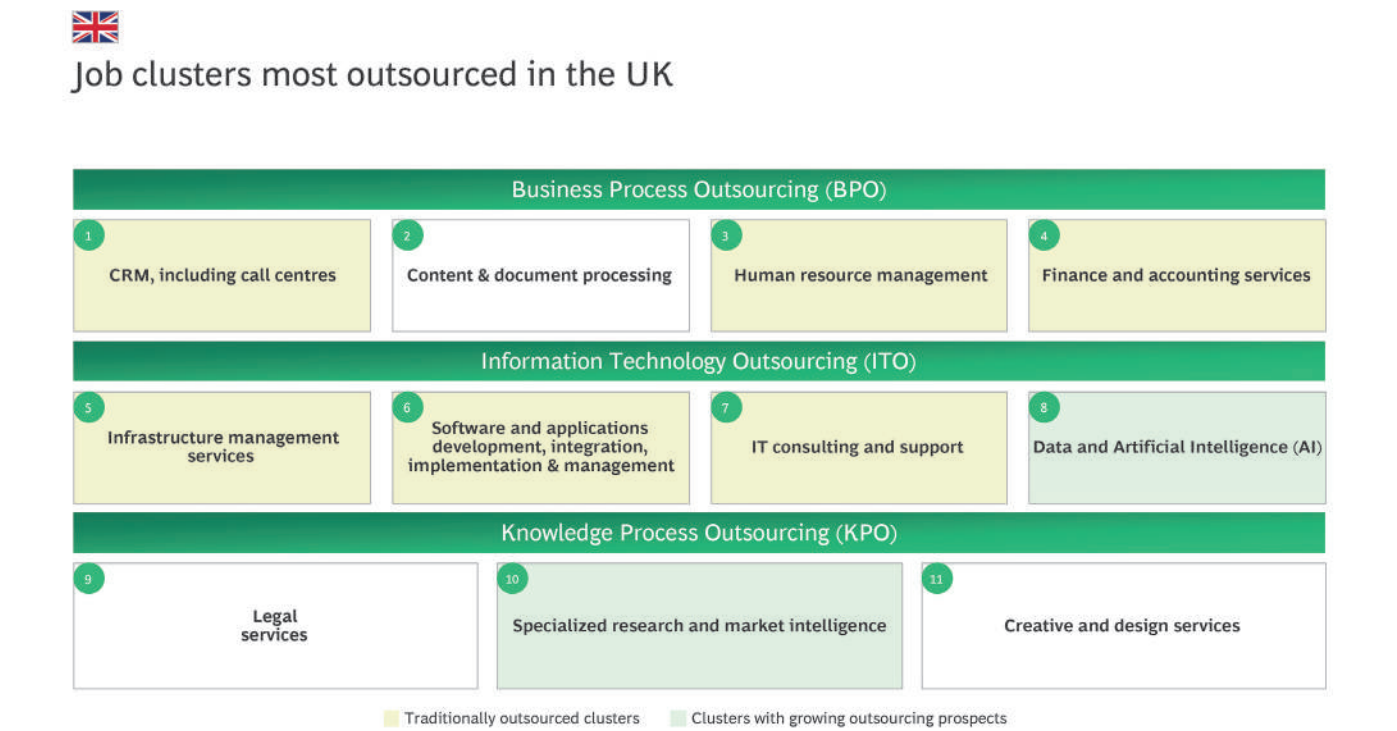 Job clusters most outsourced in the UK
Business Process Outsourcing (BPO)
1
CRM, including call centres
2
Content & document processing
3
Human resource management
4
Finance and accounting services
Information Technology Outsourcing (ITO)
5
Infrastructure management
services
6
Software and applications
development, integration,
implementation & management
7
IT consulting and support
8
Data and Artificial Intelligence (AI)
Knowledge Process Outsourcing (KPO)
9
Legal
services
10
Specialized research and market intelligence
11
Creative and design services
Traditionally outsourced clusters
Clusters with growing outsourcing prospects